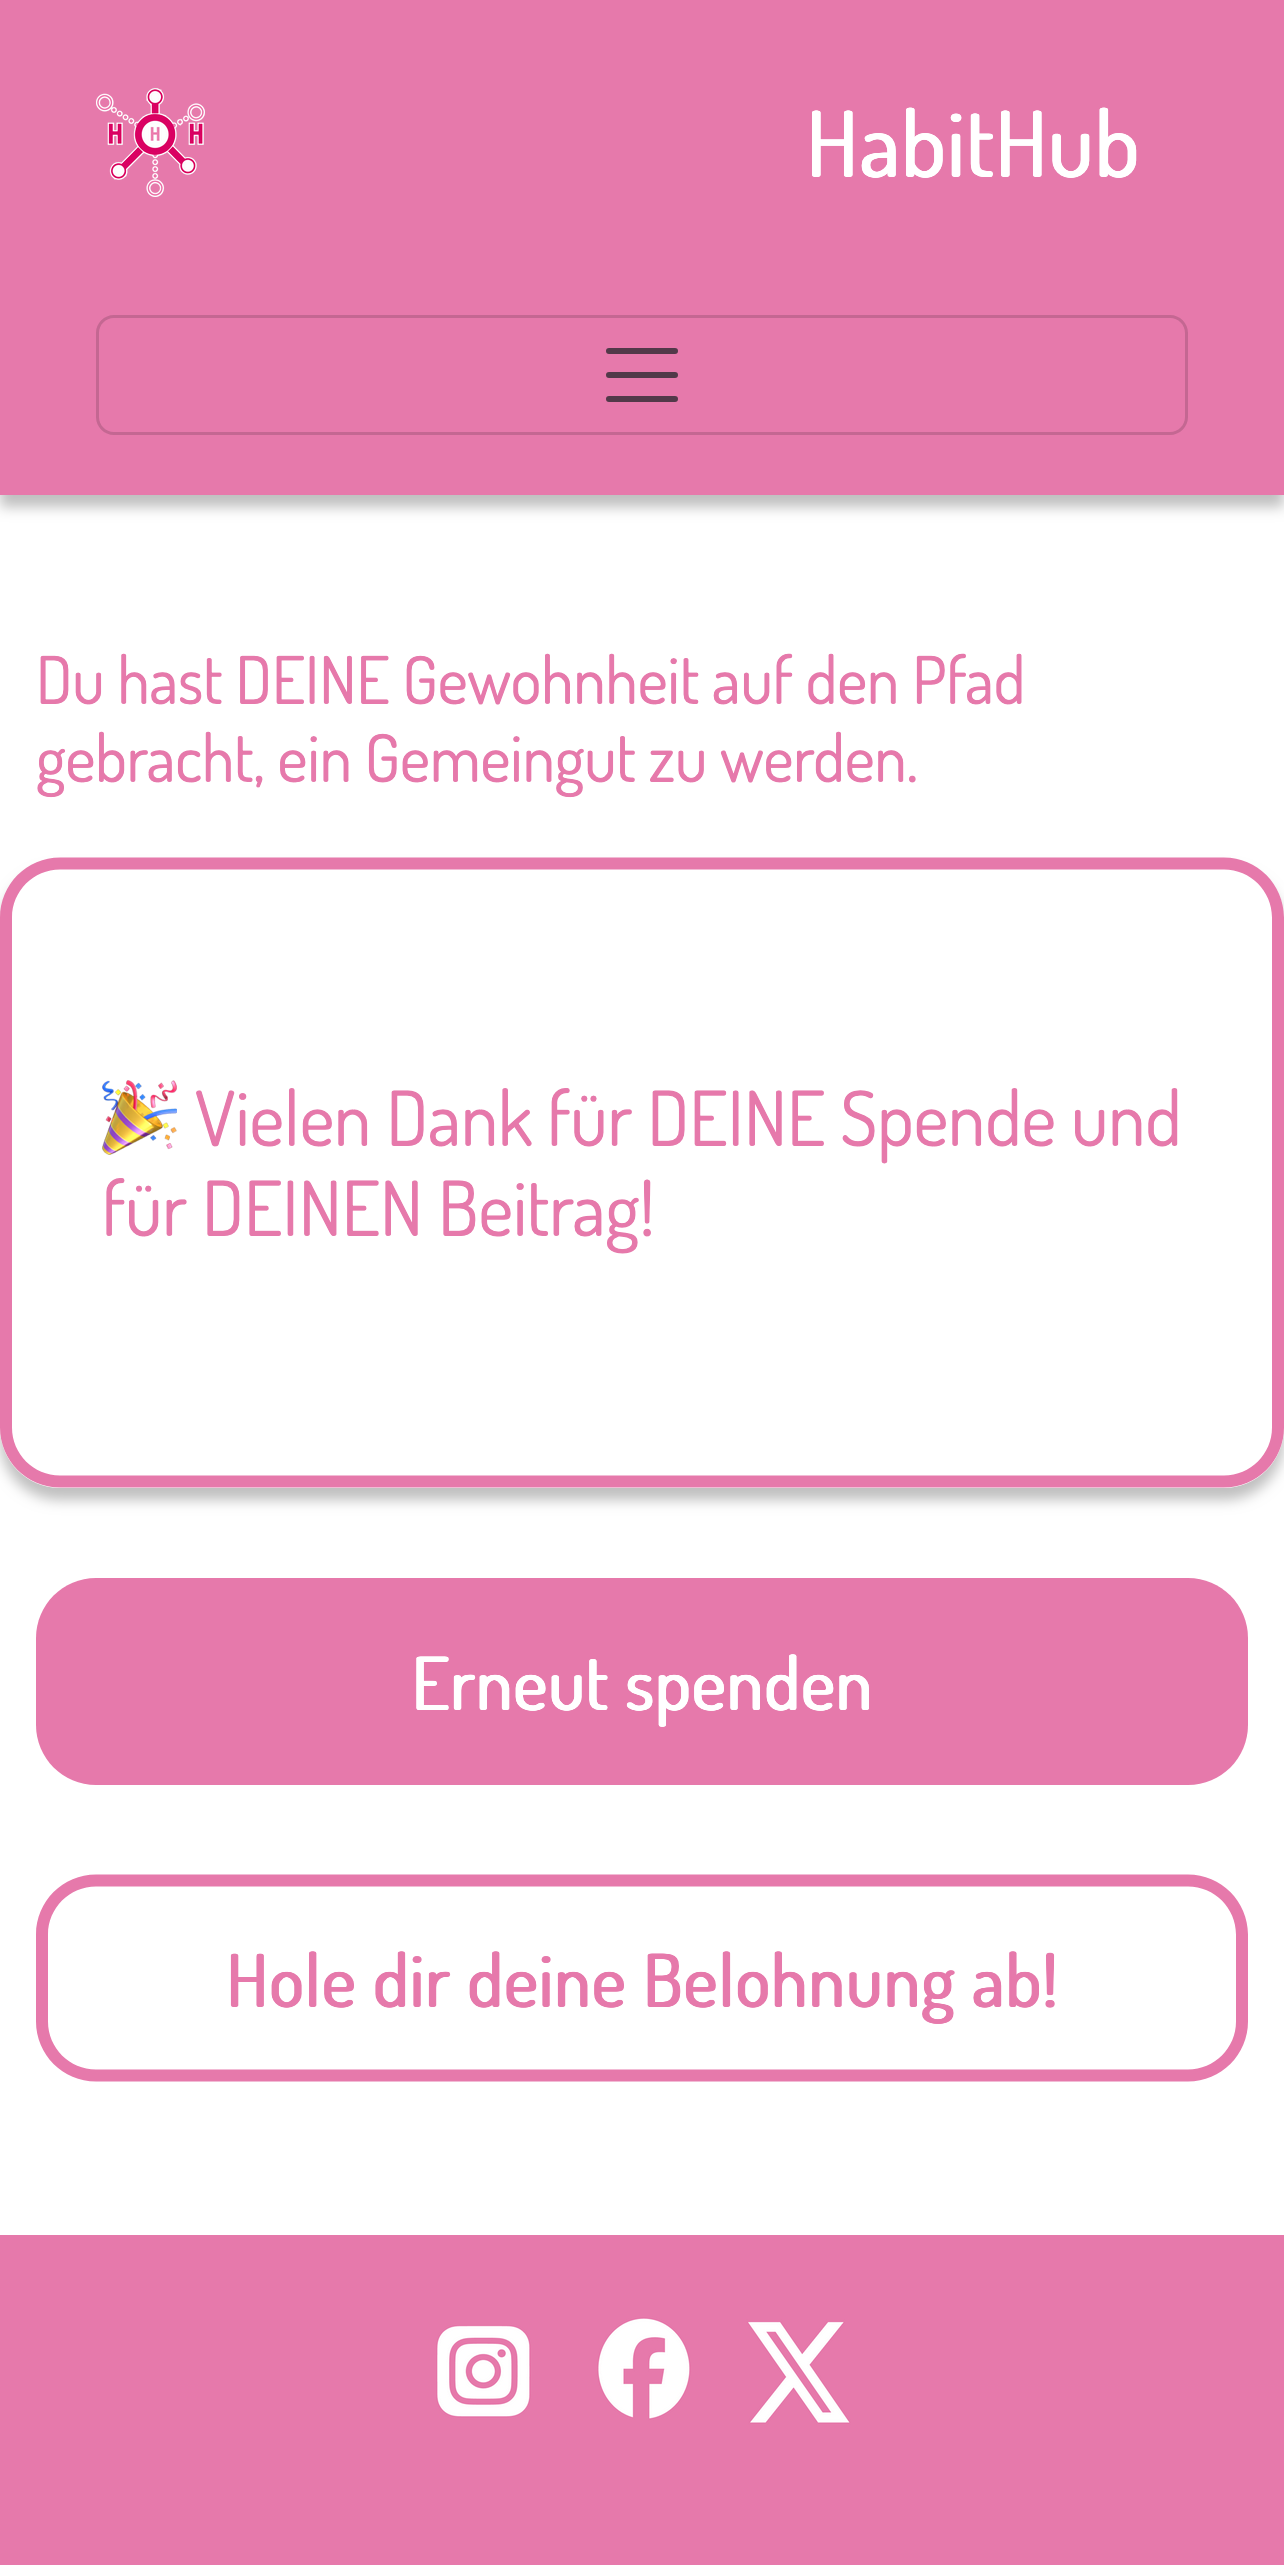 H H H
HabitHub
Du hast DEINE Gewohnheit auf den Pfad
gebracht, ein Gemeingut zu werden.
🎉 Vielen Dank für DEINE Spende und
für DEINEN Beitrag!
Erneut spenden
Hole dir deine Belohnung ab!